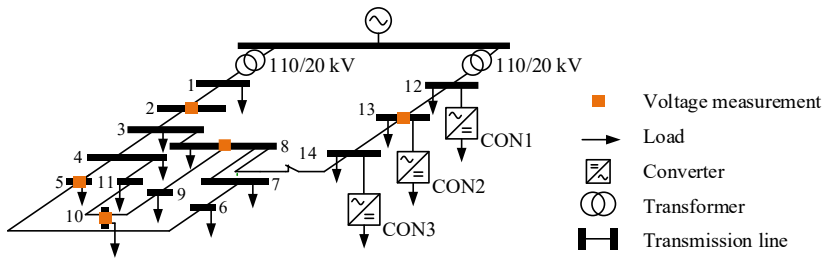 110/20 kV
110/20 kV
1
12
2
13
CON1
3
8
14
4
CON2
5
11
9
7
10
6
CON3
Voltage measurement
Load
Converter
Transformer
Transmission line